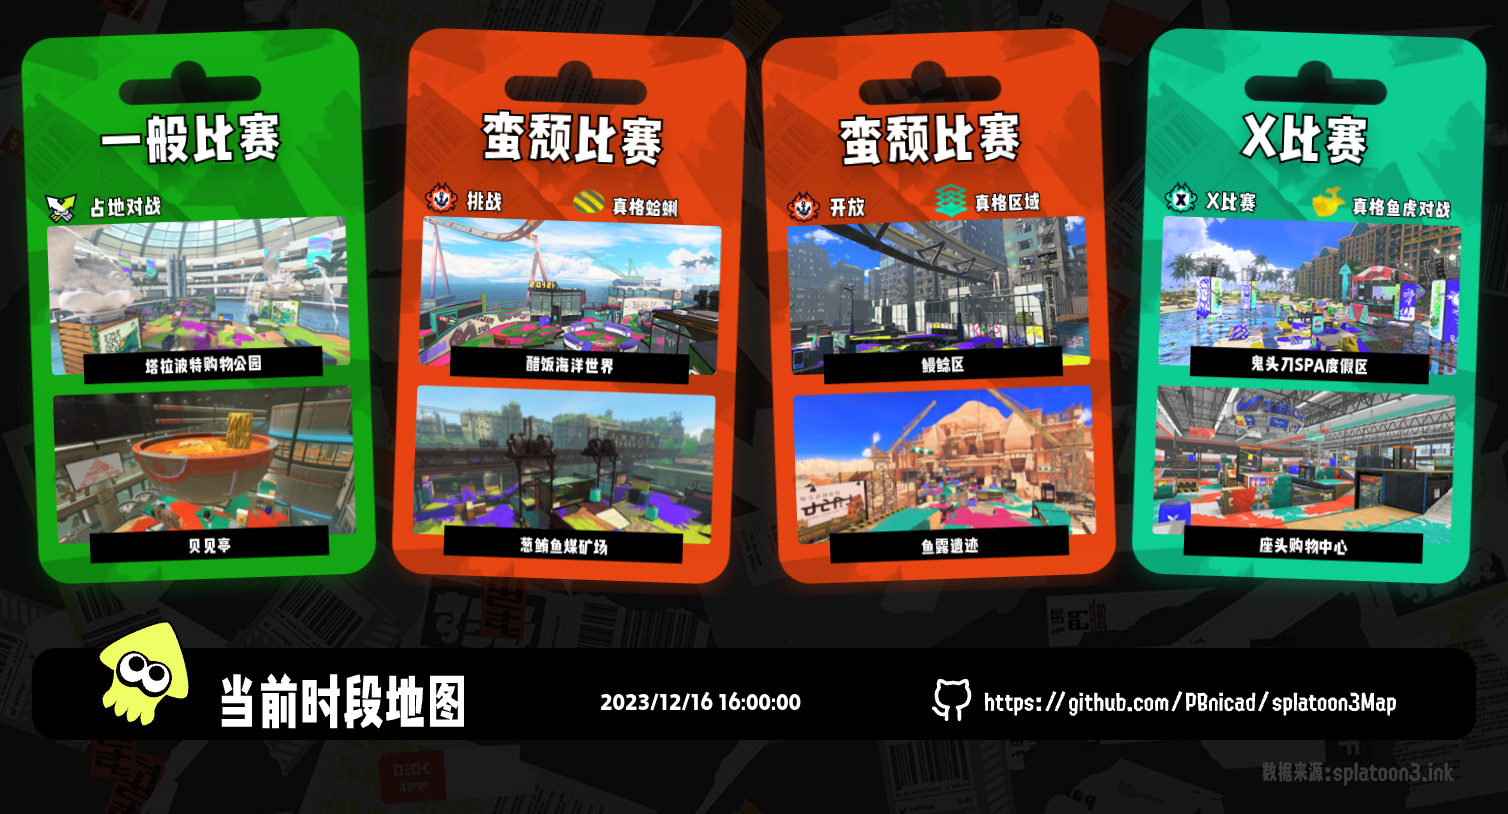 一般比赛
占地对战
塔拉波特购物公园
贝见亭
蛮颓比赛
挑战
真格蛤蜊
醋饭海洋世界
葱鲔鱼煤矿场
蛮颓比赛
开放
真格区域
鳗鲶区
鱼露遗迹
X比赛
X比赛
真格鱼虎对战
鬼头刀SPA度假区
座头购物中心
当前时段地图
2023/12/16 16:00:00
https://github.com/PBnicad/splatoon3Map
数据来源:splatoon3.ink